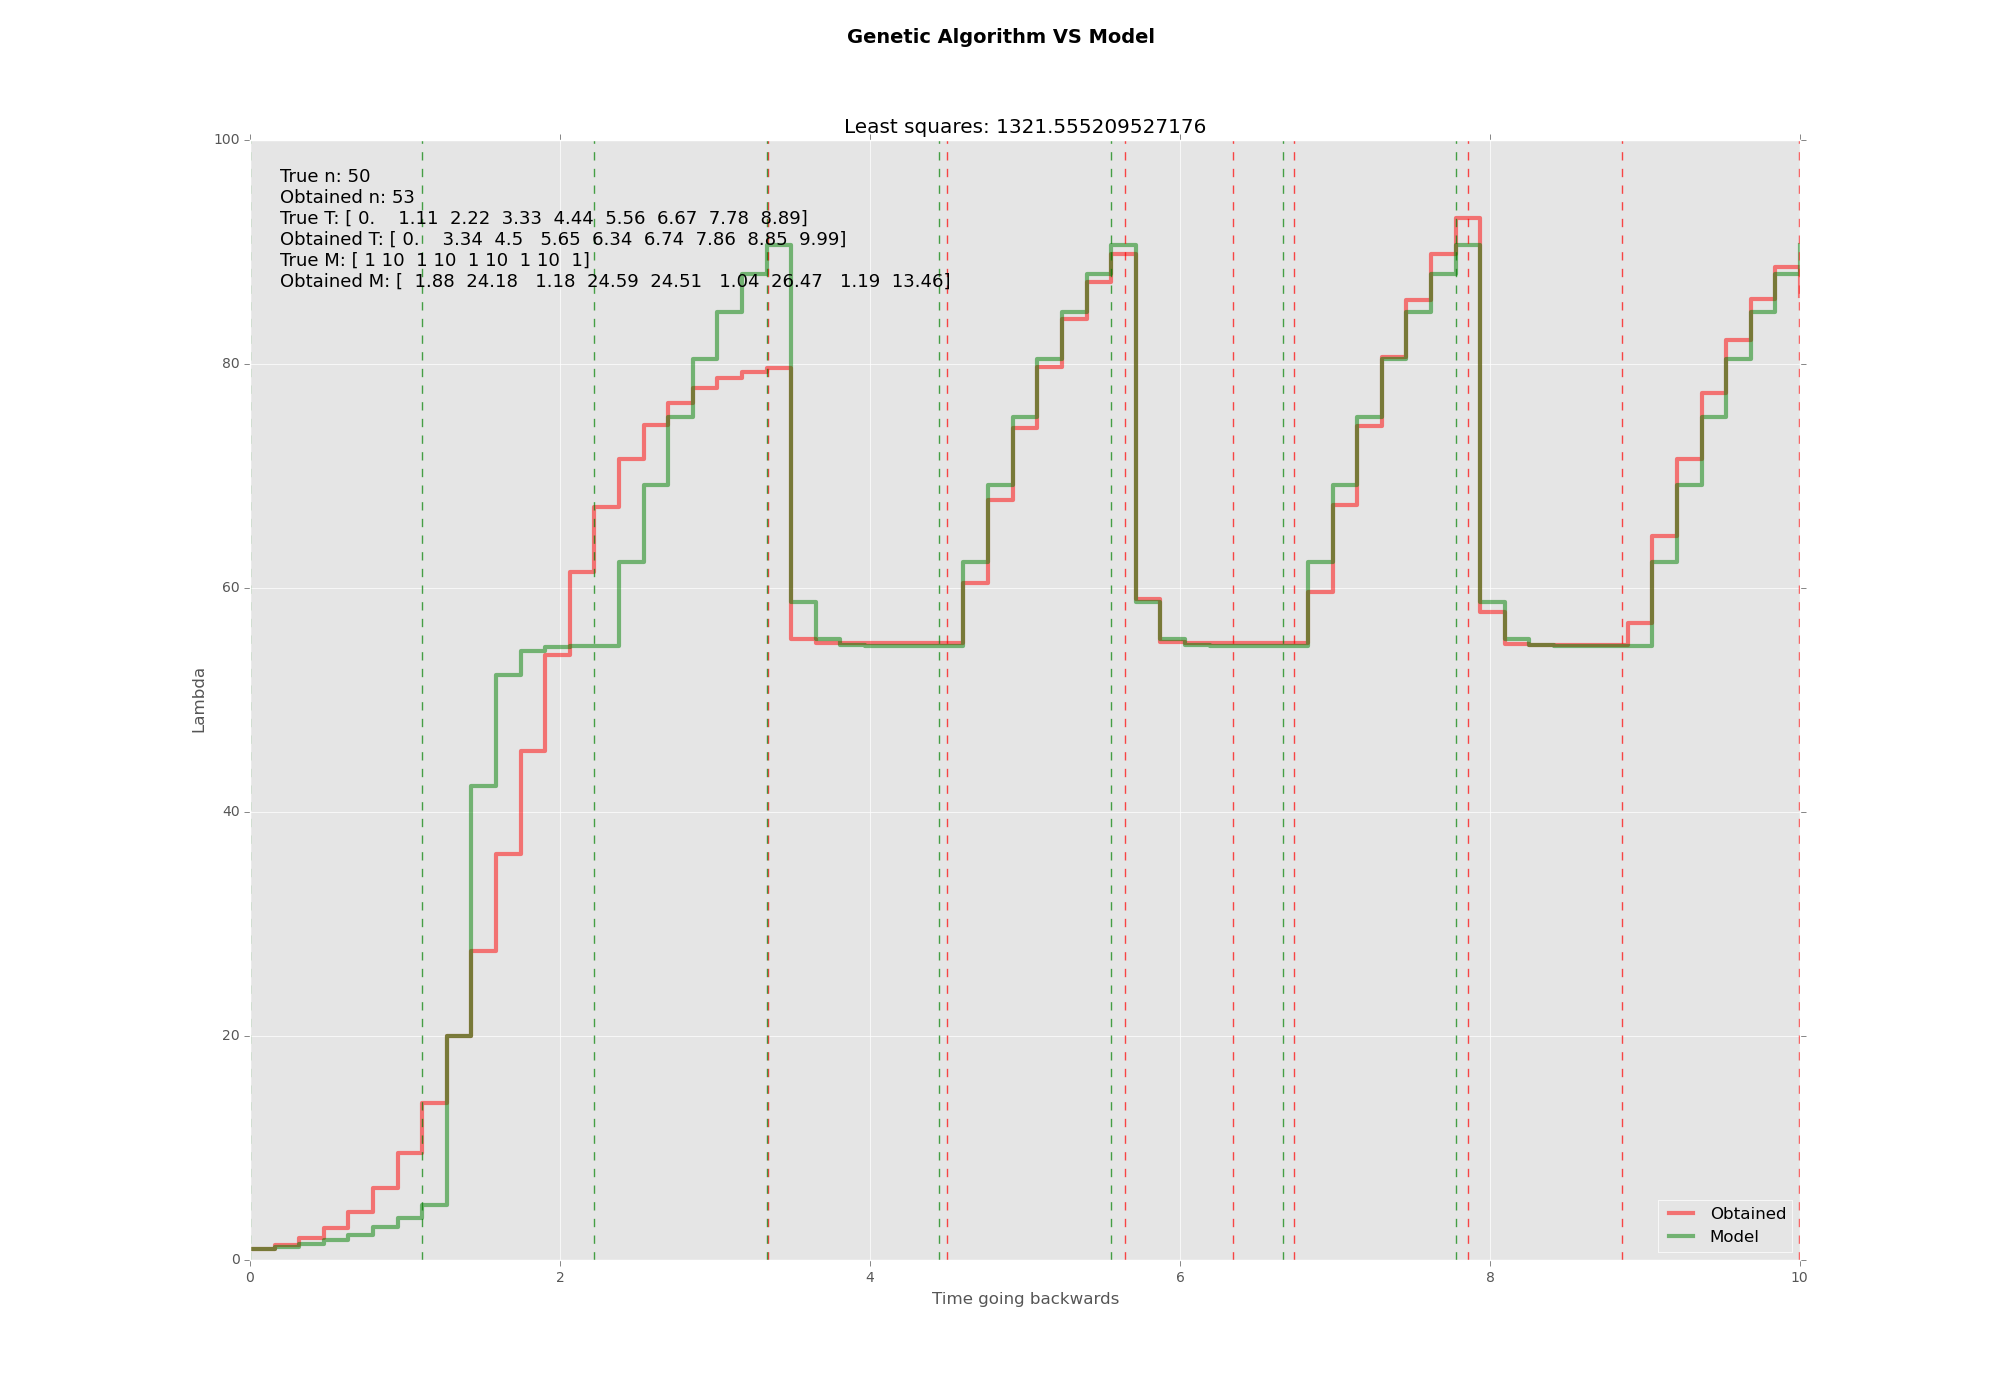 Genetic Algorithm VS Model
Least squares: 1321.555209527176
True n: 50
Obtained n: 53
True T: [ 0. 1.11 2.22 3.33 4.44 5.56 6.67 7.78 8.89]
Obtained T: [ 0. 3.34 4.5 5.65 6.34 6.74 7.86 8.85 9.99]
True M: [ 1 10 1 10 1 10 1 10 1]
Obtained M: [ 1.88 24.18 1.18 24.59 24.51 1.04 26.47 1.19 13.46]
100
80
60
40
20
0
Lambda
0 2 4 6 8 10
Time going backwards
Obtained
Model